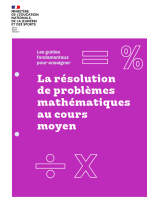 MINISTÈRE
DE L'ÉDUCATION
NATIONALE,
DE LA JEUNESSE
ET DES SPORTS
Les guides
fondamentaux
pour enseigner
= %
La résolution
de problèmes
mathématiques
au cours
moyen
÷ ×